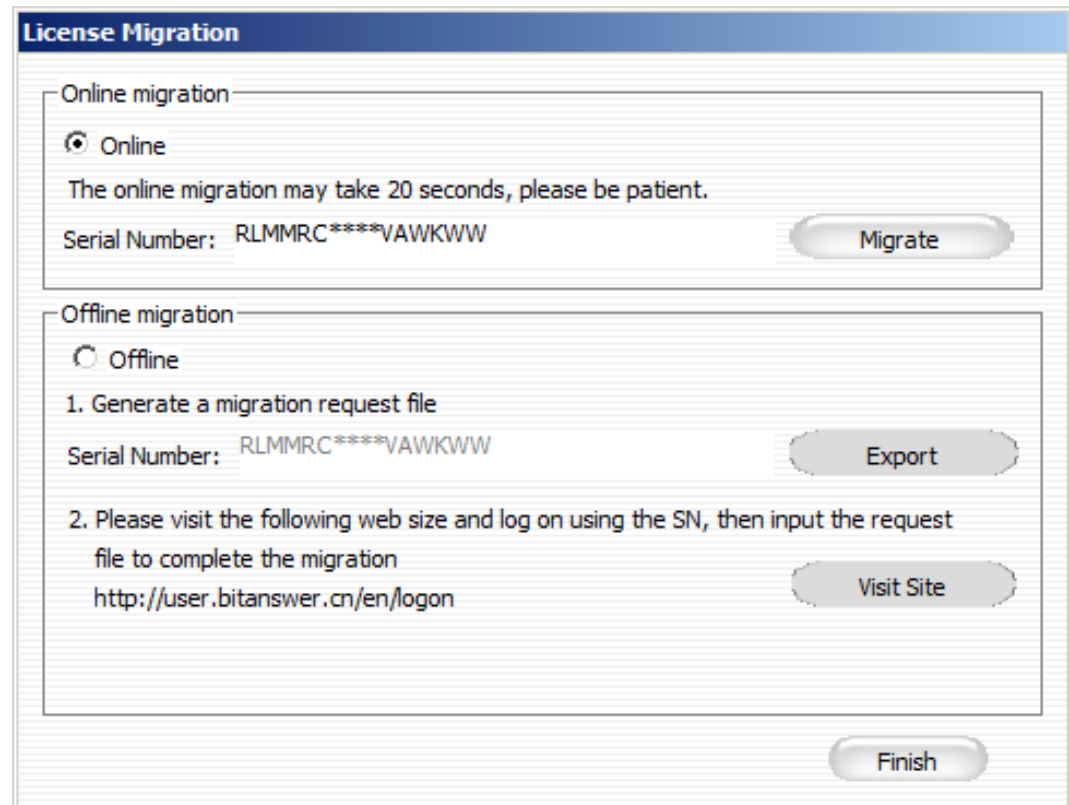 License Migration
Online migration
Online
The online migration may take 20 seconds, please be patient.
Serial Number: RLMMRC****VAWKWW
Migrate
Offline migration
Offline
1. Generate a migration request file
Serial Number: RLMMRC****VAWKWW
Export
2. Please visit the following web size and log on using the SN, then input the request
file to complete the migration
http://user.bitanswer.cn/en/logon
Visit Site
Finish